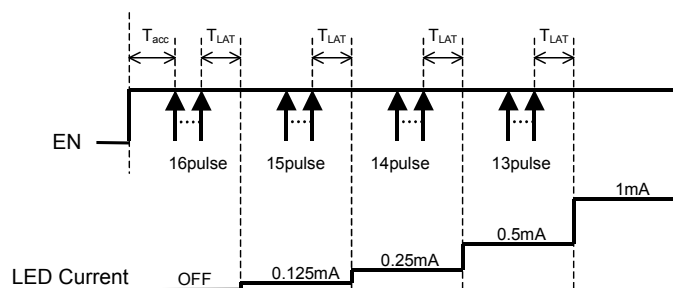 Tacc TLAT TLAT TLAT TLAT
EN
16pulse 15pulse 14pulse 13pulse
1mA
0.5mA
0.25mA
0.125mA
LED Current OFF